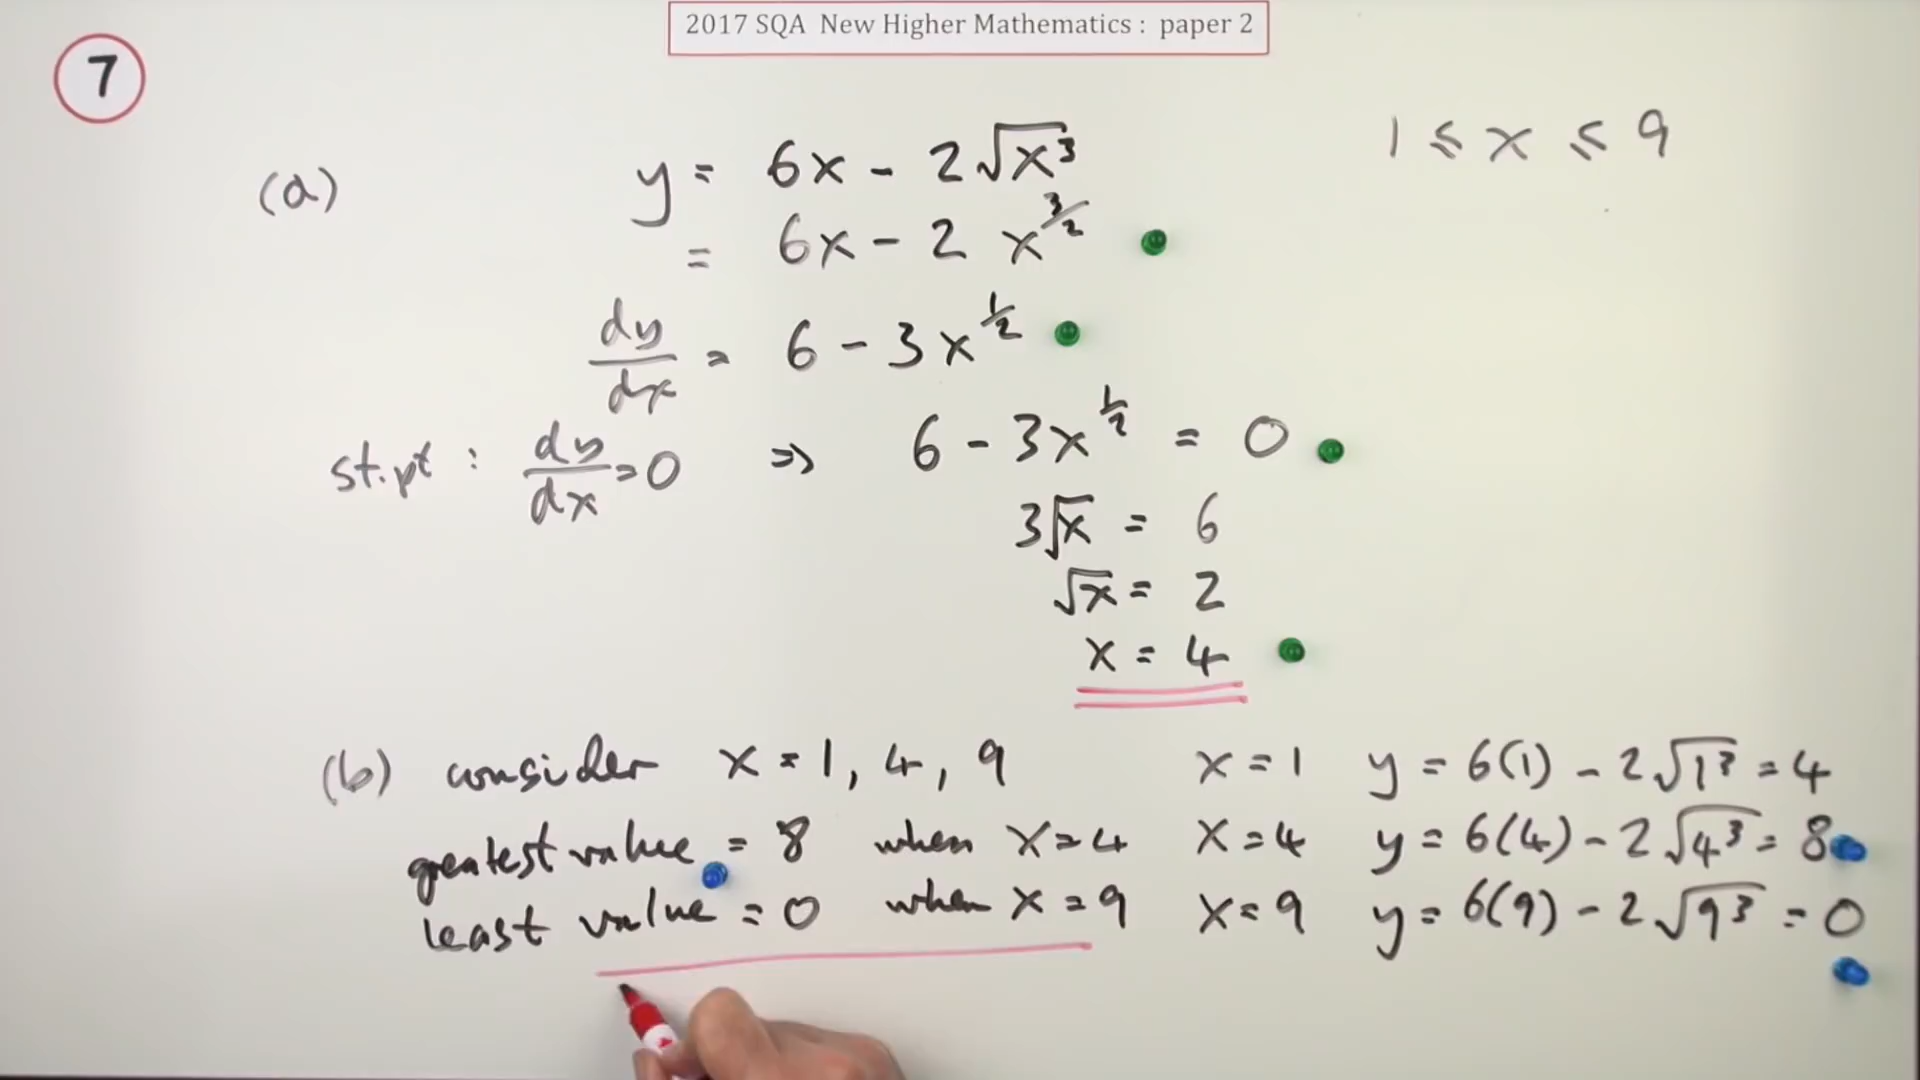 2017 SQA New Higher Mathematics : paper 2
7
1 ≤ x ≤ 9
(a) y = 6x - 2√x³
= 6x - 2 x^{3/2}
dy/dx = 6 - 3x^{1/2}
st.pt : dy/dx = 0 ⇒ 6 - 3x^{1/2} = 0
3√x = 6
√x = 2
x = 4
(b) consider x = 1, 4, 9 x = 1 y = 6(1) - 2√1³ = 4
greatest value = 8 when x = 4 x = 4 y = 6(4) - 2√4³ = 8
least value = 0 when x = 9 x = 9 y = 6(9) - 2√9³ = 0